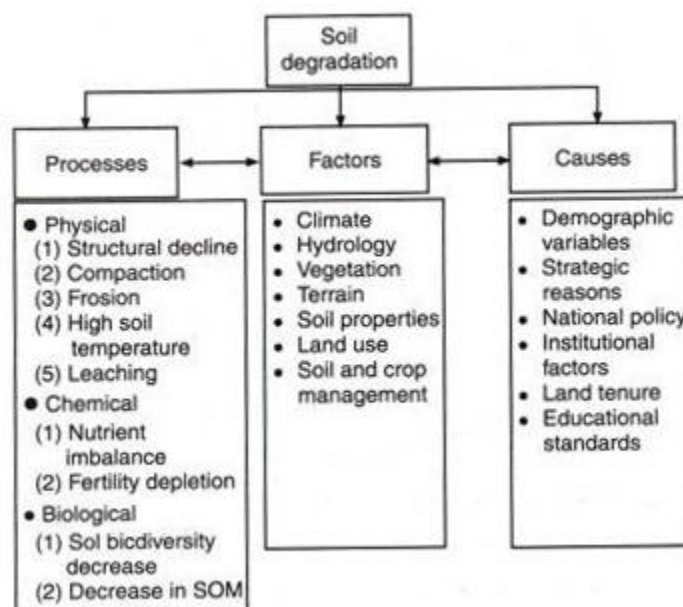 Soil
degradation
Processes
Factors
Causes
● Physical
(1) Structural decline
(2) Compaction
(3) Frosion
(4) High soil
temperature
(5) Leaching
● Chemical
(1) Nutrient
imbalance
(2) Fertility depletion
• Biological
(1) Sol bicdiversity
decrease
(2) Decrease in SOM
• Climate
• Hydrology
• Vegetation
• Terrain
• Soil properties
• Land use
• Soil and crop
management
• Demographic
variables
• Strategic
reasons
• National policy
• Institutional
factors
• Land tenure
• Educational
standards